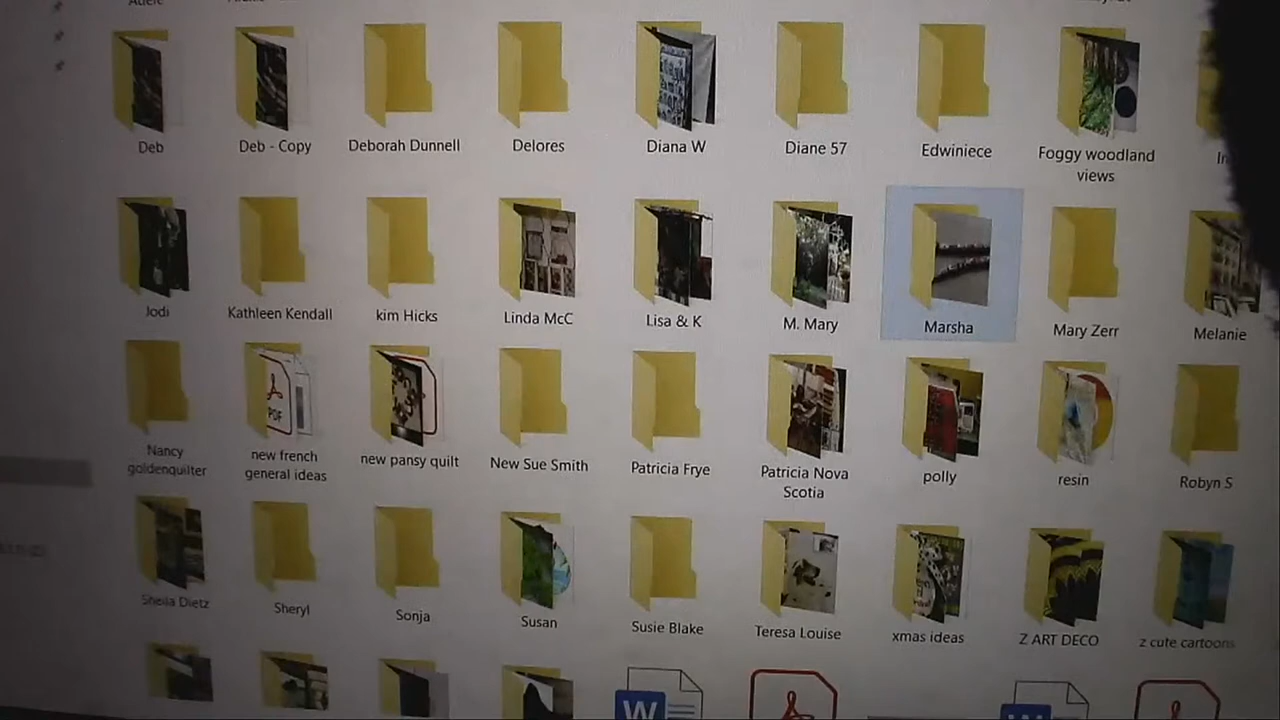 Deb
Deb - Copy
Deborah Dunnell
Delores
Diana W
Diane 57
Edwiniece
Foggy woodland
views
Jodi
Kathleen Kendall
kim Hicks
Linda McC
Lisa & K
M. Mary
Marsha
Mary Zerr
Melanie
Nancy
goldenquilter
new french
general ideas
PDF
new pansy quilt
New Sue Smith
Patricia Frye
Patricia Nova
Scotia
polly
resin
Robyn S
Sheila Dietz
Sheryl
Sonja
Susan
Susie Blake
Teresa Louise
xmas ideas
Z ART DECO
z cute cartoons
W
W